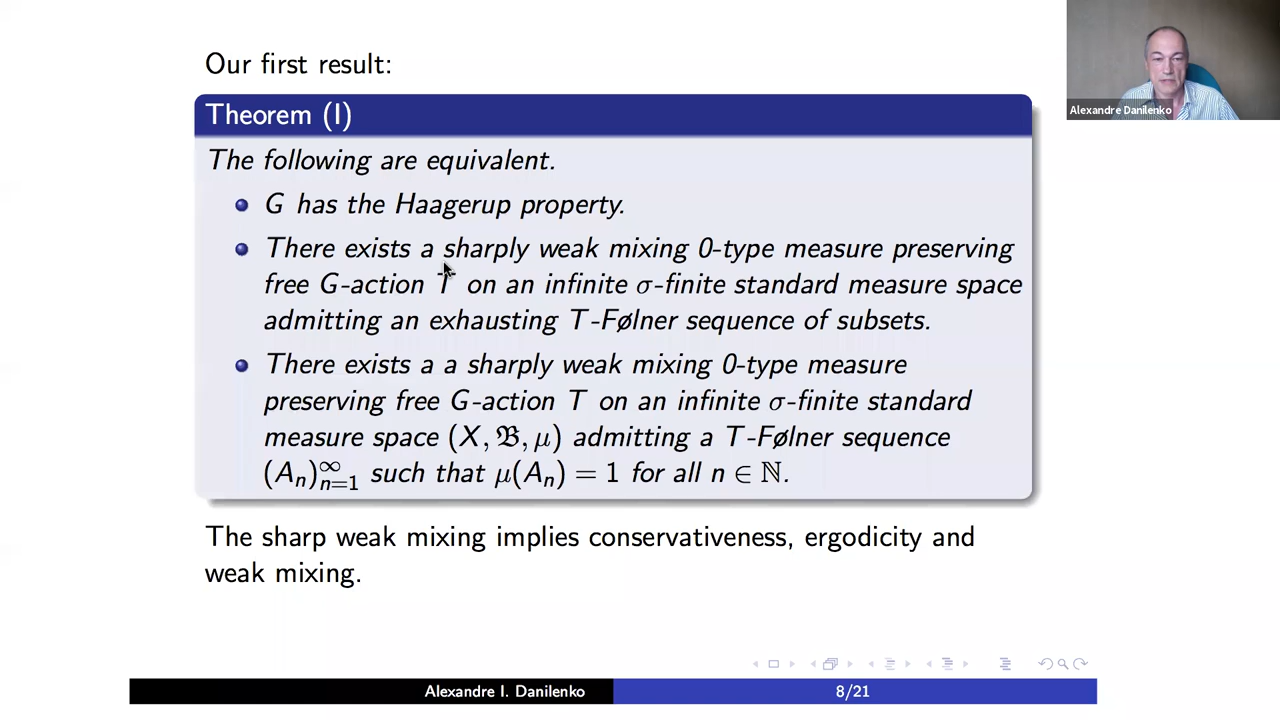 Our first result:
Alexandre Danilenko
Theorem (I)
The following are equivalent.
G has the Haagerup property.
There exists a sharply weak mixing 0-type measure preserving
free G-action T on an infinite σ-finite standard measure space
admitting an exhausting T-Følner sequence of subsets.
There exists a a sharply weak mixing 0-type measure
preserving free G-action T on an infinite σ-finite standard
measure space (X, 𝔅, μ) admitting a T-Følner sequence
(Aₙ)ₙ₌₁^∞ such that μ(Aₙ) = 1 for all n ∈ ℕ.
The sharp weak mixing implies conservativeness, ergodicity and
weak mixing.
Alexandre I. Danilenko
8/21